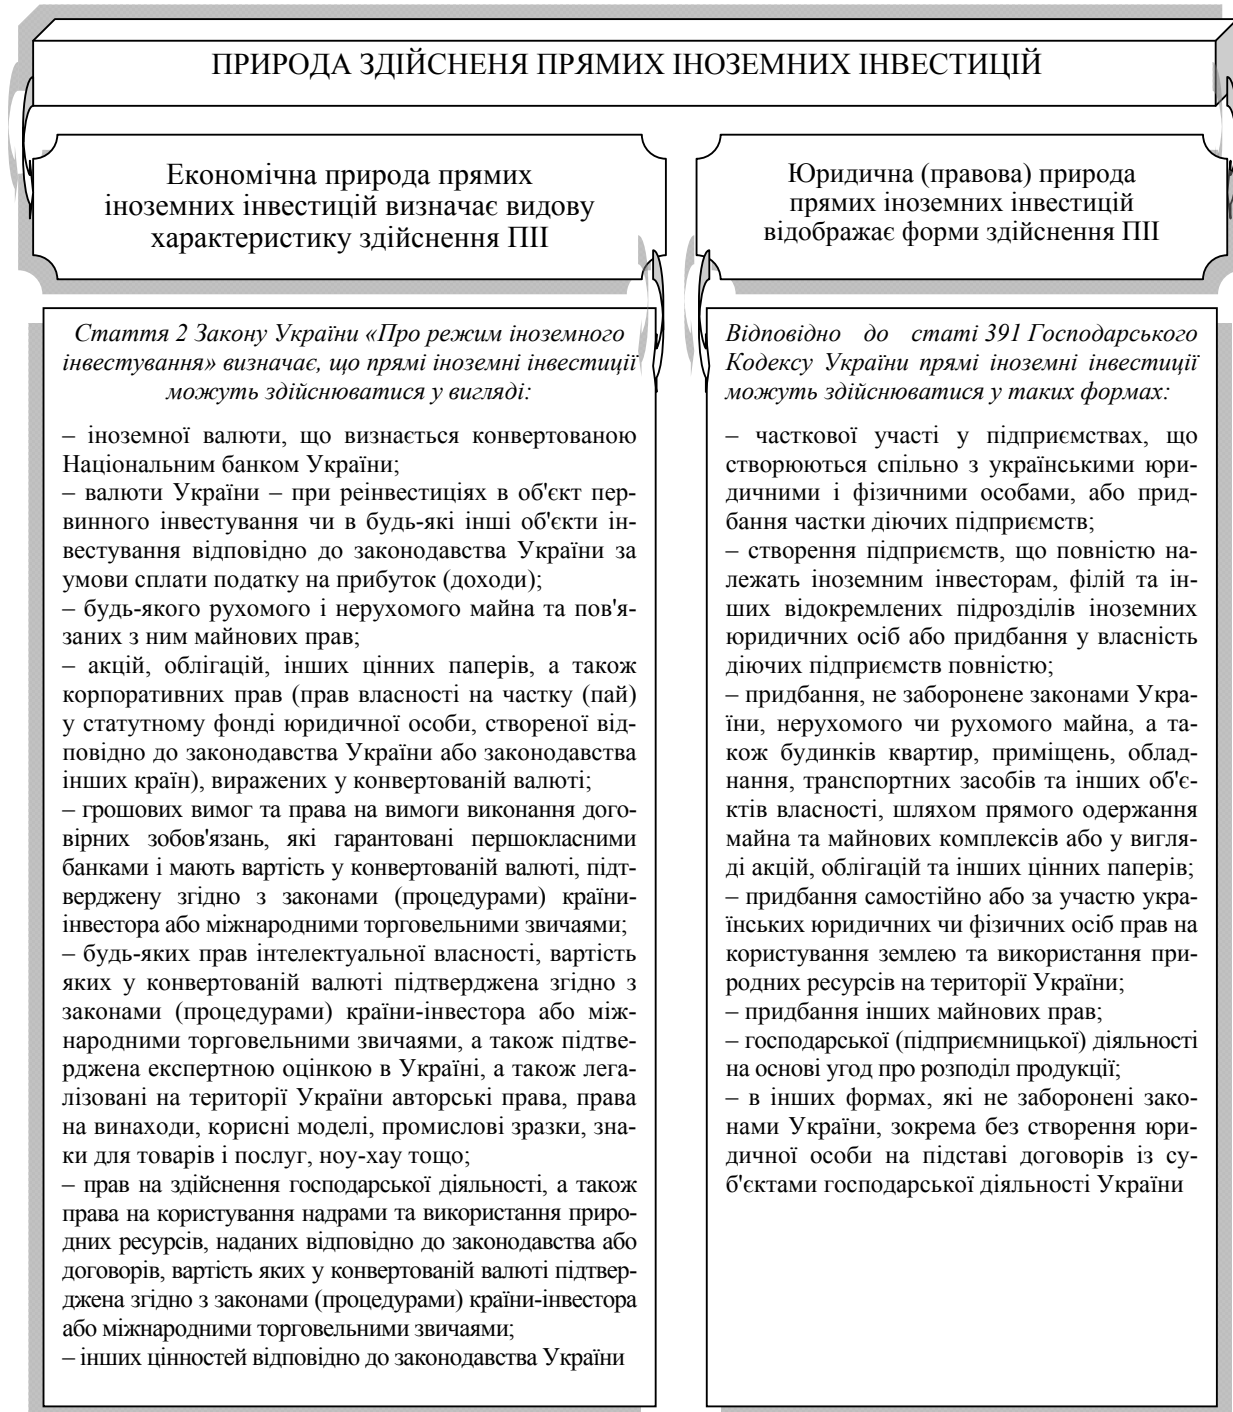 ПРИРОДА ЗДІЙСНЕНЯ ПРЯМИХ ІНОЗЕМНИХ ІНВЕСТИЦІЙ
Економічна природа прямих
іноземних інвестицій визначає видову
характеристику здійснення ПІІ
Стаття 2 Закону України «Про режим іноземного
інвестування» визначає, що прямі іноземні інвестиції
можуть здійснюватися у вигляді:
– іноземної валюти, що визнається конвертованою
Національним банком України;
– валюти України – при реінвестиціях в об'єкт пер-
винного інвестування чи в будь-які інші об'єкти ін-
вестування відповідно до законодавства України за
умови сплати податку на прибуток (доходи);
– будь-якого рухомого і нерухомого майна та пов'я-
заних з ним майнових прав;
– акцій, облігацій, інших цінних паперів, а також
корпоративних прав (прав власності на частку (пай)
у статутному фонді юридичної особи, створеної від-
повідно до законодавства України або законодавства
інших країн), виражених у конвертованій валюті;
– грошових вимог та права на вимоги виконання дого-
вірних зобов'язань, які гарантовані першокласними
банками і мають вартість у конвертованій валюті, підт-
верджену згідно з законами (процедурами) країни-
інвестора або міжнародними торговельними звичаями;
– будь-яких прав інтелектуальної власності, вартість
яких у конвертованій валюті підтверджена згідно з
законами (процедурами) країни-інвестора або між-
народними торговельними звичаями, а також підтве-
рджена експертною оцінкою в Україні, а також лега-
лізовані на території України авторські права, права
на винаходи, корисні моделі, промислові зразки, зна-
ки для товарів і послуг, ноу-хау тощо;
– прав на здійснення господарської діяльності, а також
права на користування надрами та використання приро-
дних ресурсів, наданих відповідно до законодавства або
договорів, вартість яких у конвертованій валюті підтвер-
джена згідно з законами (процедурами) країни-інвестора
або міжнародними торговельними звичаями;
– інших цінностей відповідно до законодавства України
Юридична (правова) природа
прямих іноземних інвестицій
відображає форми здійснення ПІІ
Відповідно до статі 391 Господарського
Кодексу України прямі іноземні інвестиції
можуть здійснюватися у таких формах:
– часткової участі у підприємствах, що
створюються спільно з українськими юри-
дичними і фізичними особами, або прид-
бання частки діючих підприємств;
– створення підприємств, що повністю на-
лежать іноземним інвесторам, філій та ін-
ших відокремлених підрозділів іноземних
юридичних осіб або придбання у власність
діючих підприємств повністю;
– придбання, не заборонене законами Укра-
їни, нерухомого чи рухомого майна, а та-
кож будинків квартир, приміщень, облад-
нання, транспортних засобів та інших об'є-
ктів власності, шляхом прямого одержання
майна та майнових комплексів або у вигля-
ді акцій, облігацій та інших цінних паперів;
– придбання самостійно або за участю укра-
їнських юридичних чи фізичних осіб прав на
користування землею та використання при-
родних ресурсів на території України;
– придбання інших майнових прав;
– господарської (підприємницької) діяльності
на основі угод про розподіл продукції;
– в інших формах, які не заборонені зако-
нами України, зокрема без створення юри-
дичної особи на підставі договорів із су-
б'єктами господарської діяльності України